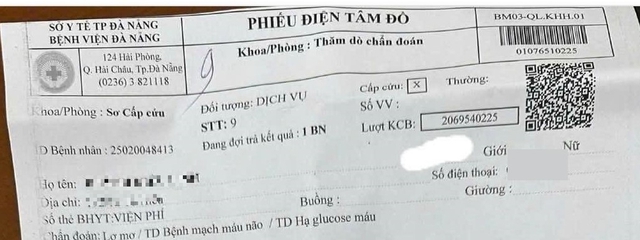 SỞ Y TẾ TP ĐÀ NẴNG
BỆNH VIỆN ĐÀ NẴNG
124 Hải Phòng,
Q. Hải Châu, Tp.Đà Nẵng
(0236) 3 821118
PHIẾU ĐIỆN TÂM ĐỒ
Khoa/Phòng : Thăm dò chẩn đoán
BM03-QL.KHH.01
01076510225
9
Khoa/Phòng : Sơ Cấp cứu
Đối tượng: DỊCH VỤ
STT: 9
Đang đợi trả kết quả : 1 BN
Cấp cứu: X
Thường:
Số VV :
Lượt KCB: 2069540225
D Bệnh nhân : 25020048413
Giới
Nữ
Họ tên:
Số điện thoại:
Địa chỉ:
Buồng :
Giường :
Số thẻ BHYT: VIỆN PHÍ
Chẩn đoán: Lơ mơ / TD Bệnh mạch máu não / TD Hạ glucose máu